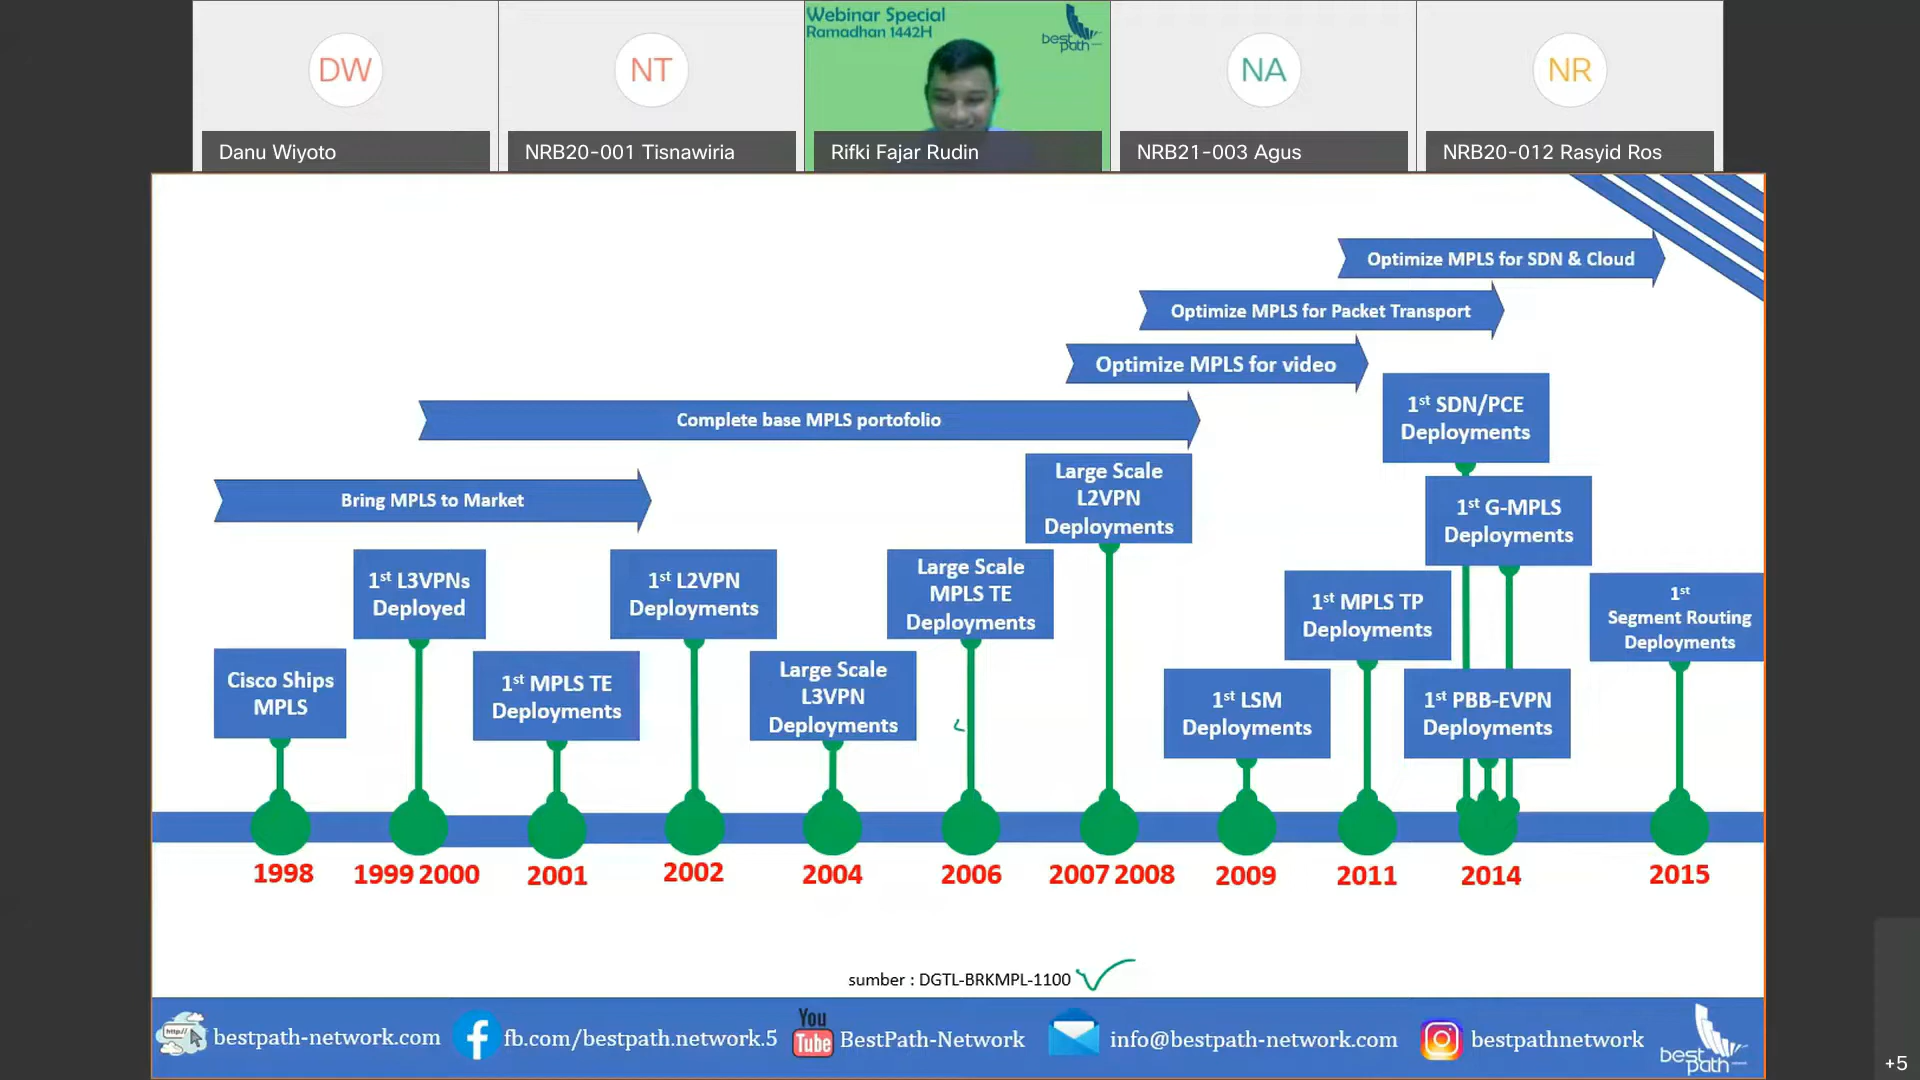 Webinar Special
Ramadhan 1442H
best path
DW
NT
NA
NR
Danu Wiyoto
NRB20-001 Tisnawiria
Rifki Fajar Rudin
NRB21-003 Agus
NRB20-012 Rasyid Ros
Optimize MPLS for SDN & Cloud
Optimize MPLS for Packet Transport
Optimize MPLS for video
Complete base MPLS portofolio
Bring MPLS to Market
Cisco Ships
MPLS
1st L3VPNs
Deployed
1st MPLS TE
Deployments
1st L2VPN
Deployments
Large Scale
L3VPN
Deployments
Large Scale
MPLS TE
Deployments
Large Scale
L2VPN
Deployments
1st LSM
Deployments
1st MPLS TP
Deployments
1st SDN/PCE
Deployments
1st G-MPLS
Deployments
1st PBB-EVPN
Deployments
1st
Segment Routing
Deployments
1998 1999 2000 2001 2002 2004 2006 2007 2008 2009 2011 2014 2015
sumber : DGTL-BRKMPL-1100
http://
bestpath-network.com
fb.com/bestpath.network.5
You
Tube
BestPath-Network
info@bestpath-network.com
bestpathnetwork
best path
+5